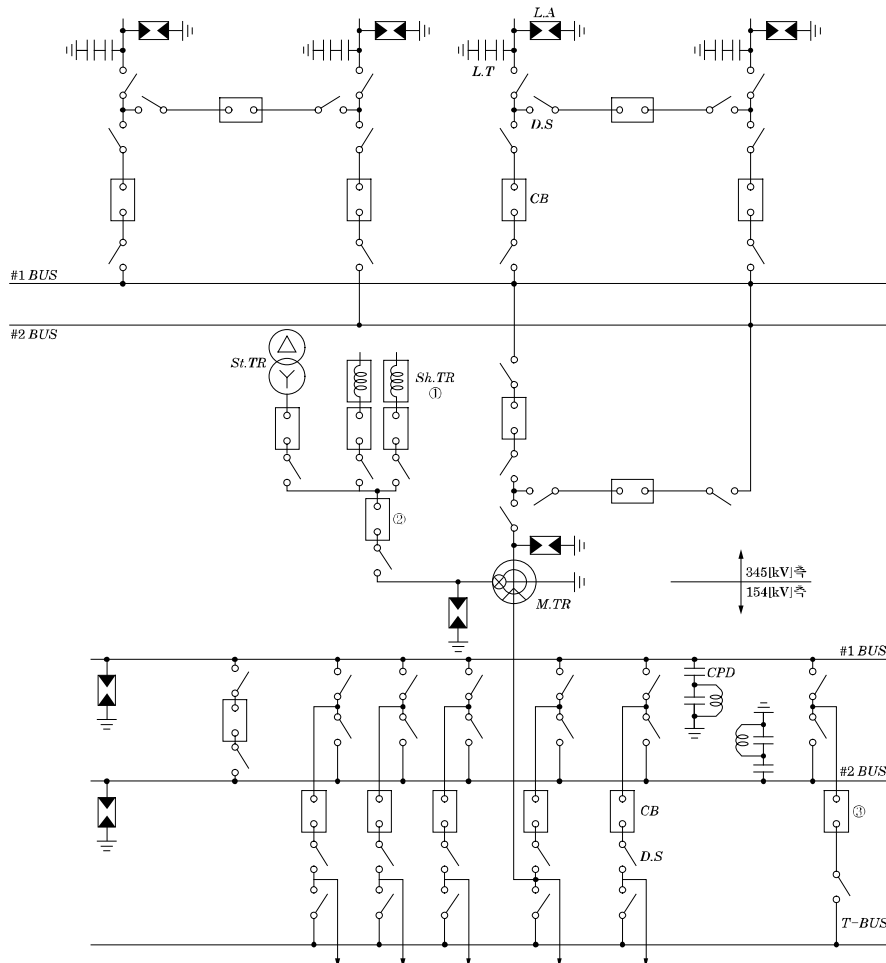 L.A
L.T
D.S
CB
#1 BUS
#2 BUS
St.TR
Sh.TR
①
②
M.TR
345[kV]측
154[kV]측
#1 BUS
CPD
#2 BUS
CB
③
D.S
T-BUS